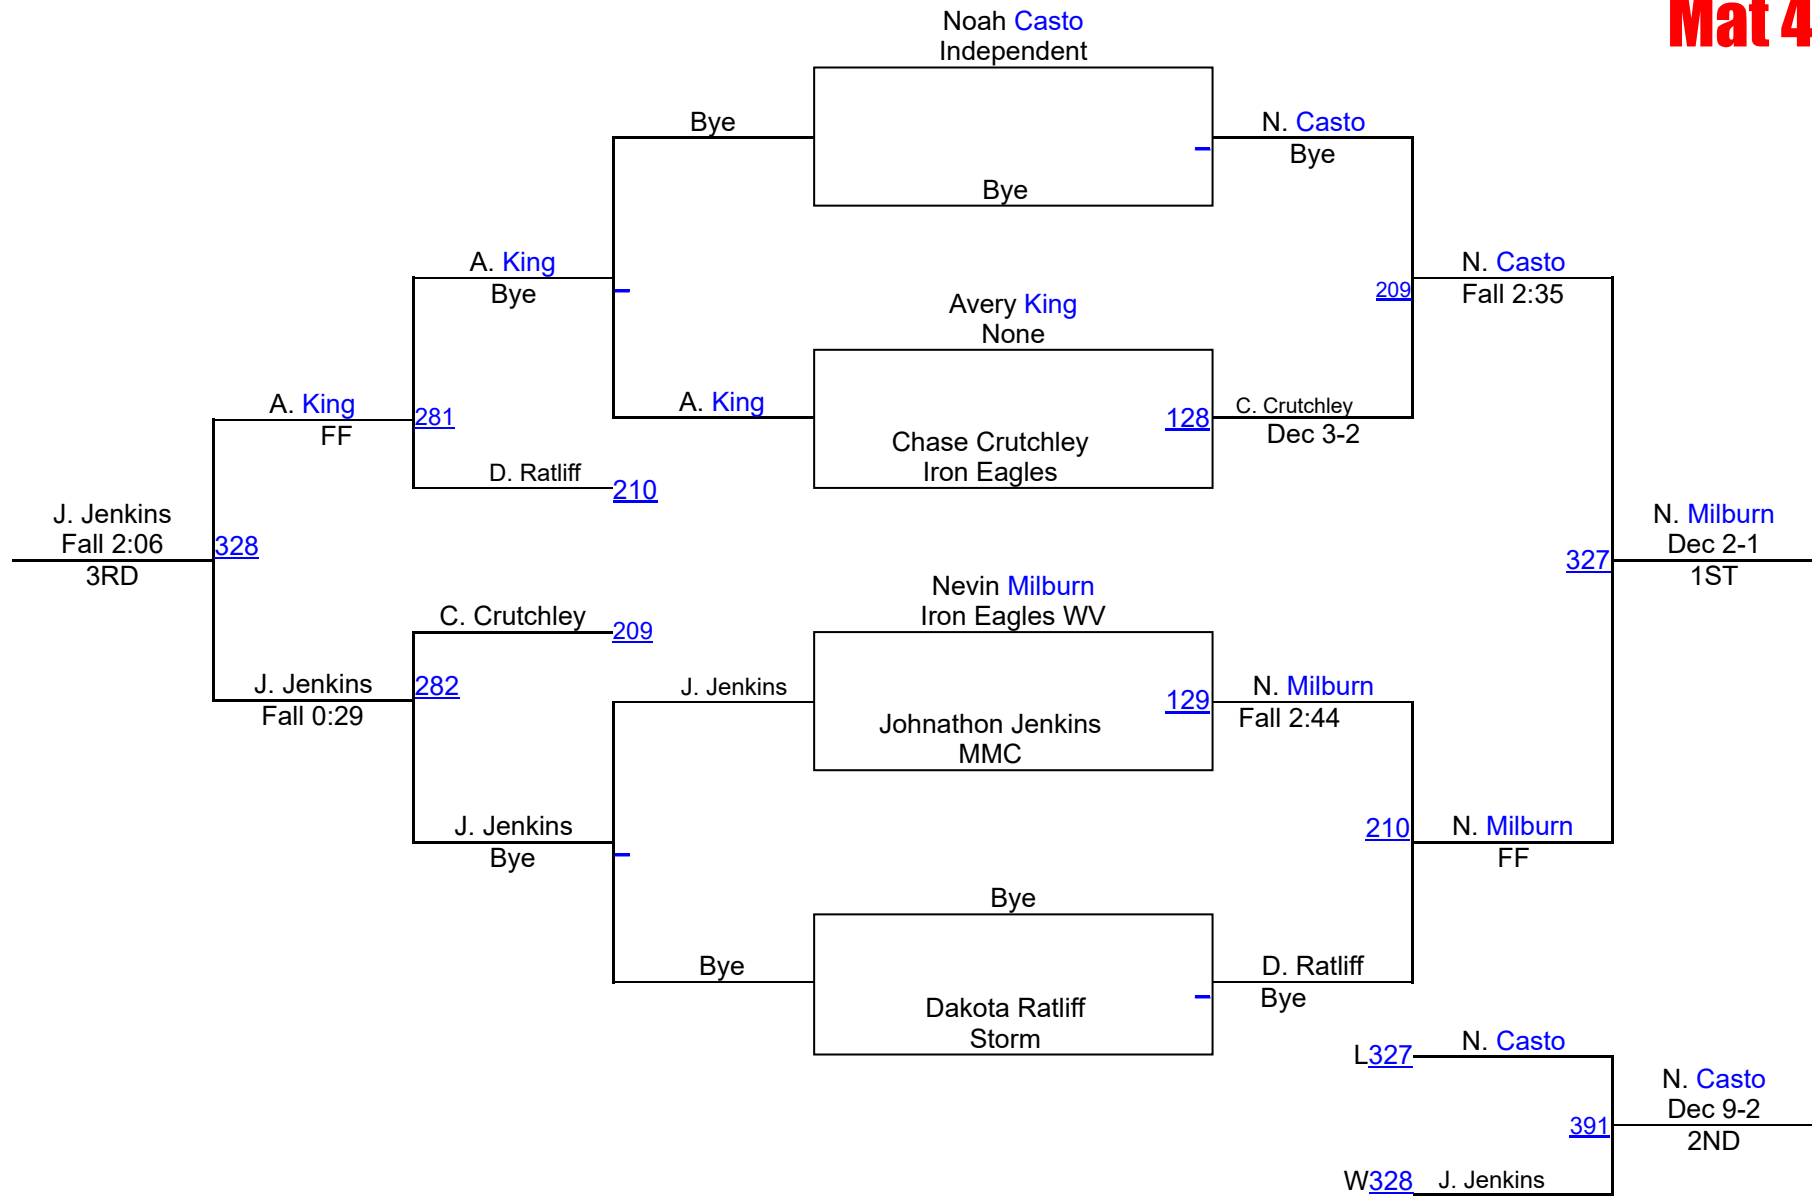 Mat 4
Noah Casto
Independent
Bye
N. Casto
Bye
Bye
A. King
Bye
N. Casto
Fall 2:35
209
Avery King
None
A. King
FF
281
A. King
128
C. Crutchley
Dec 3-2
Chase Crutchley
Iron Eagles
D. Ratliff
210
J. Jenkins
Fall 2:06
3RD
328
N. Milburn
Dec 2-1
1ST
327
Nevin Milburn
Iron Eagles WV
C. Crutchley
209
J. Jenkins
Fall 0:29
282
J. Jenkins
129
N. Milburn
Fall 2:44
Johnathon Jenkins
MMC
J. Jenkins
Bye
210
N. Milburn
FF
Bye
Bye
D. Ratliff
Bye
Dakota Ratliff
Storm
L327
N. Casto
N. Casto
Dec 9-2
2ND
391
W328
J. Jenkins